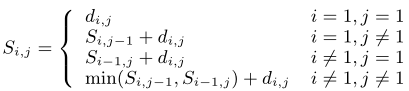 S_{i,j} = { d_{i,j} i = 1, j = 1
S_{i,j-1} + d_{i,j} i = 1, j ≠ 1
S_{i-1,j} + d_{i,j} i ≠ 1, j = 1
min(S_{i,j-1}, S_{i-1,j}) + d_{i,j} i ≠ 1, j ≠ 1